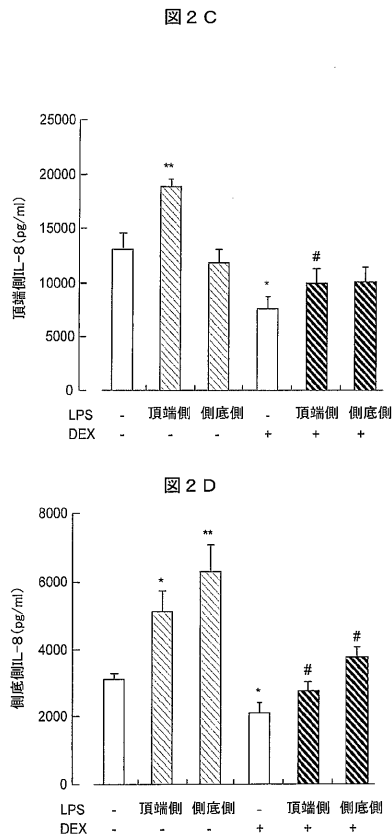 図２Ｃ
頂端側IL-8(pg/ml)
25000
20000
15000
10000
5000
0
**
*
#
LPS - 頂端側 側底側 - 頂端側 側底側
DEX - - - + + +
図２Ｄ
側底側IL-8(pg/ml)
8000
6000
4000
2000
0
*
**
*
#
#
LPS - 頂端側 側底側 - 頂端側 側底側
DEX - - - + + +